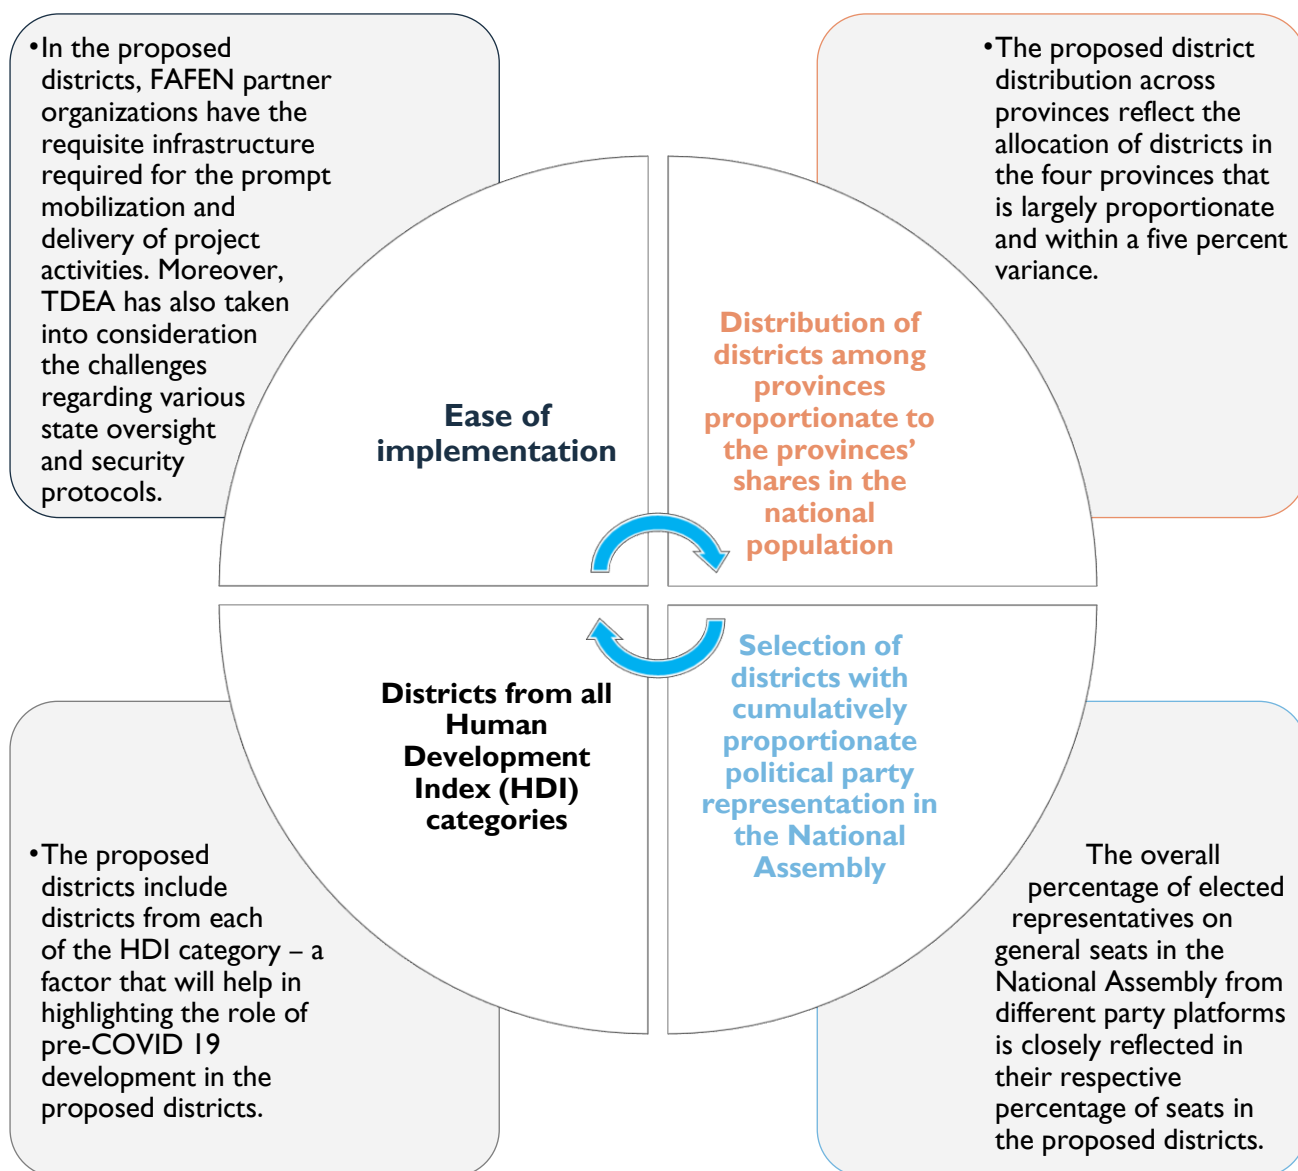 •In the proposed
districts, FAFEN partner
organizations have the
requisite infrastructure
required for the prompt
mobilization and
delivery of project
activities. Moreover,
TDEA has also taken
into consideration
the challenges
regarding various
state oversight
and security
protocols.
•The proposed district
distribution across
provinces reflect the
allocation of districts in
the four provinces that
is largely proportionate
and within a five percent
variance.
Ease of
implementation
Distribution of
districts among
provinces
proportionate to
the provinces’
shares in the
national
population
Districts from all
Human
Development
Index (HDI)
categories
Selection of
districts with
cumulatively
proportionate
political party
representation in
the National
Assembly
•The proposed
districts include
districts from each
of the HDI category – a
factor that will help in
highlighting the role of
pre-COVID 19
development in the
proposed districts.
The overall
percentage of elected
representatives on
general seats in the
National Assembly from
different party platforms
is closely reflected in
their respective
percentage of seats in
the proposed districts.